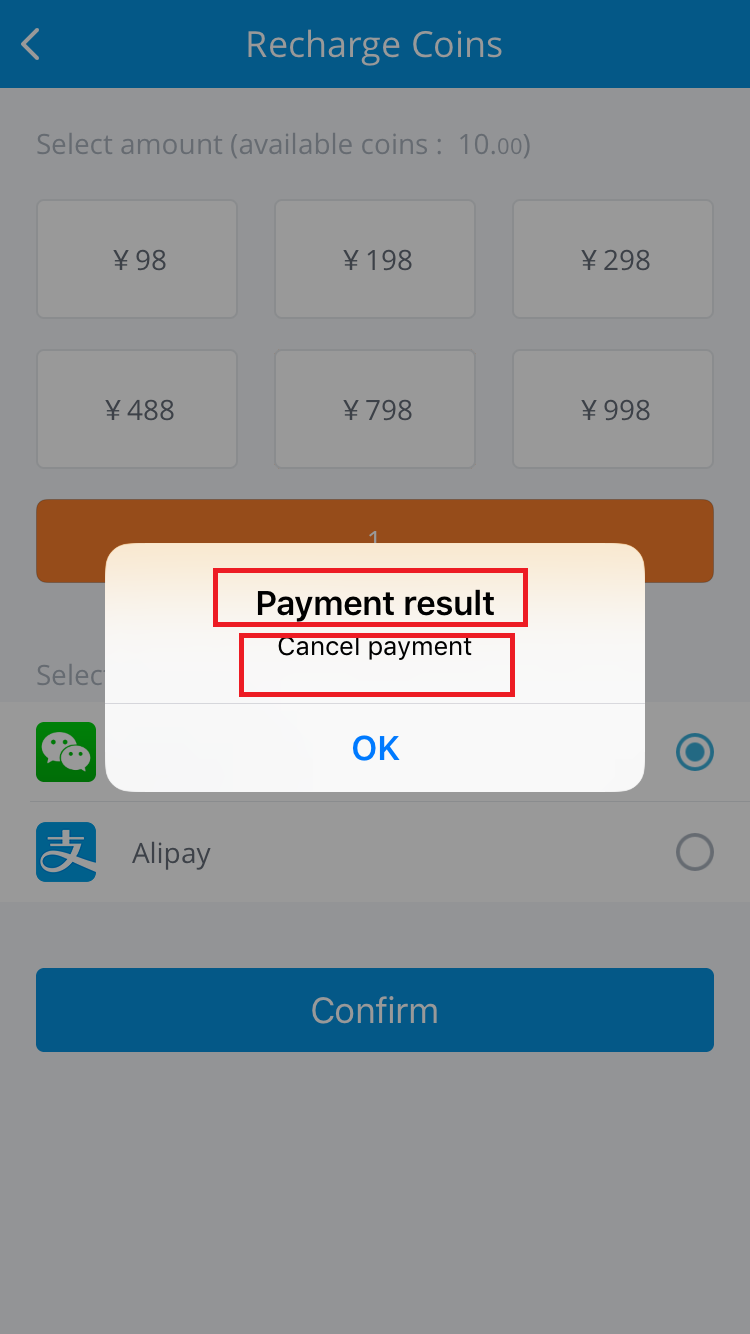 Recharge Coins
Select amount (available coins : 10.00)
¥ 98
¥ 198
¥ 298
¥ 488
¥ 798
¥ 998
Payment result
Cancel payment
OK
支
Alipay
Confirm